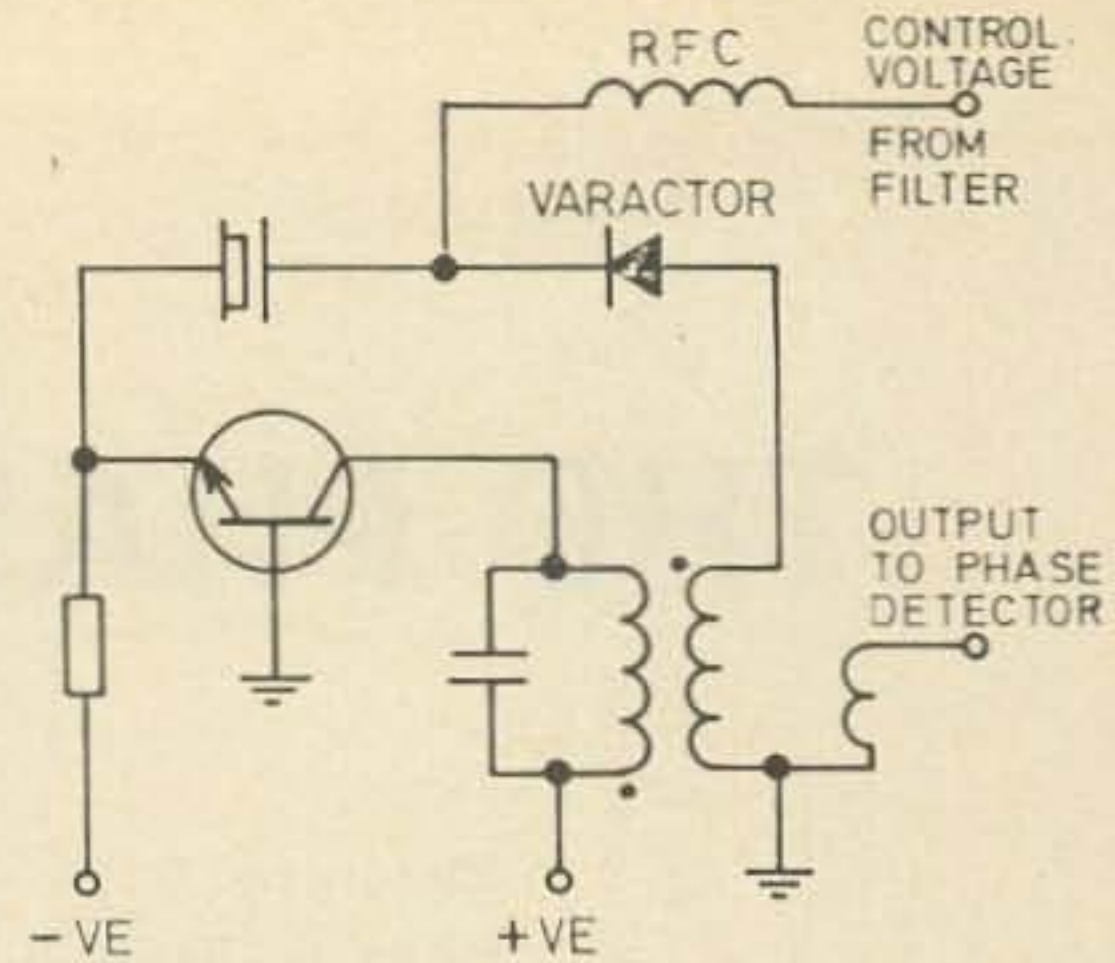 RFC
CONTROL
VOLTAGE
FROM
FILTER
VARACTOR
OUTPUT
TO PHASE
DETECTOR
-VE
+VE